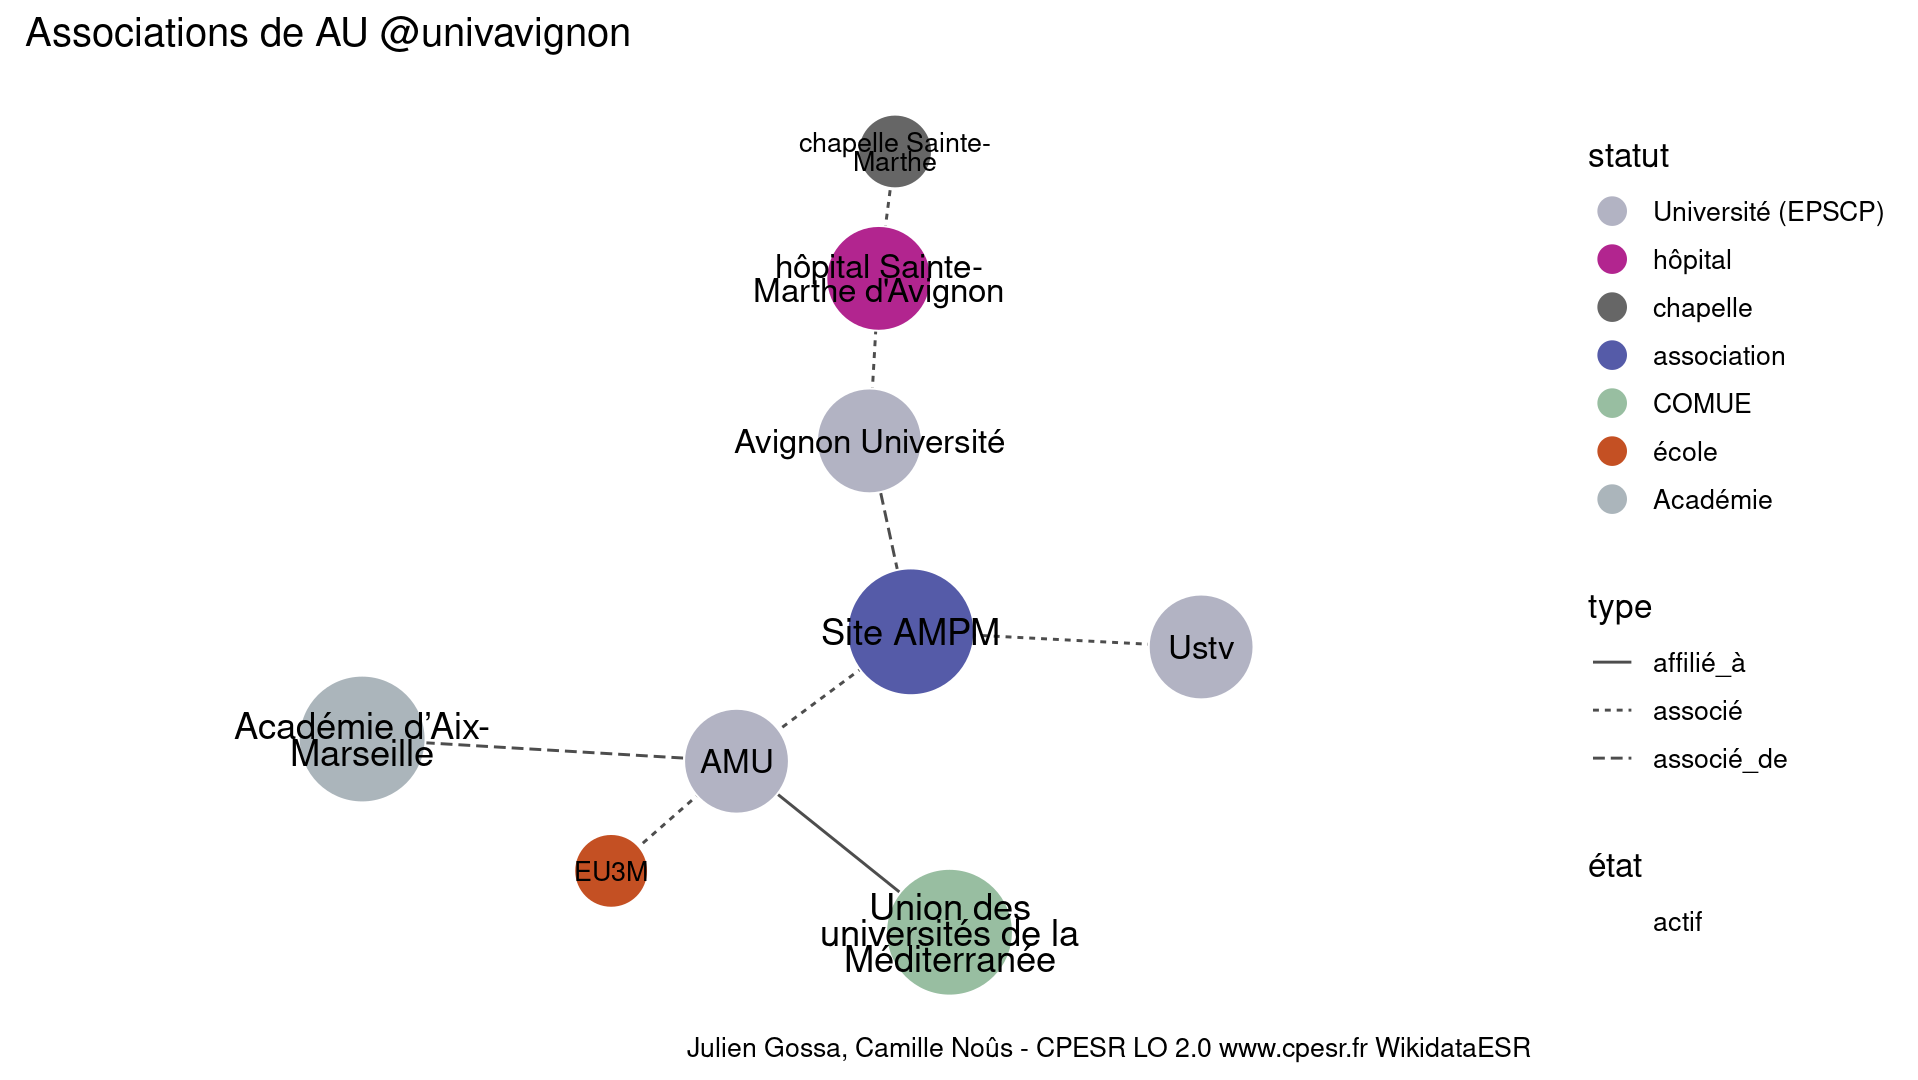 Associations de AU @univavignon
chapelle Sainte-
Marthe
hôpital Sainte-
Marthe d'Avignon
Avignon Université
Site AMPM
Ustv
Académie d’Aix-
Marseille
AMU
EU3M
Union des
universités de la
Méditerranée
statut
Université (EPSCP)
hôpital
chapelle
association
COMUE
école
Académie
type
affilié_à
associé
associé_de
état
actif
Julien Gossa, Camille Noûs - CPESR LO 2.0 www.cpesr.fr WikidataESR